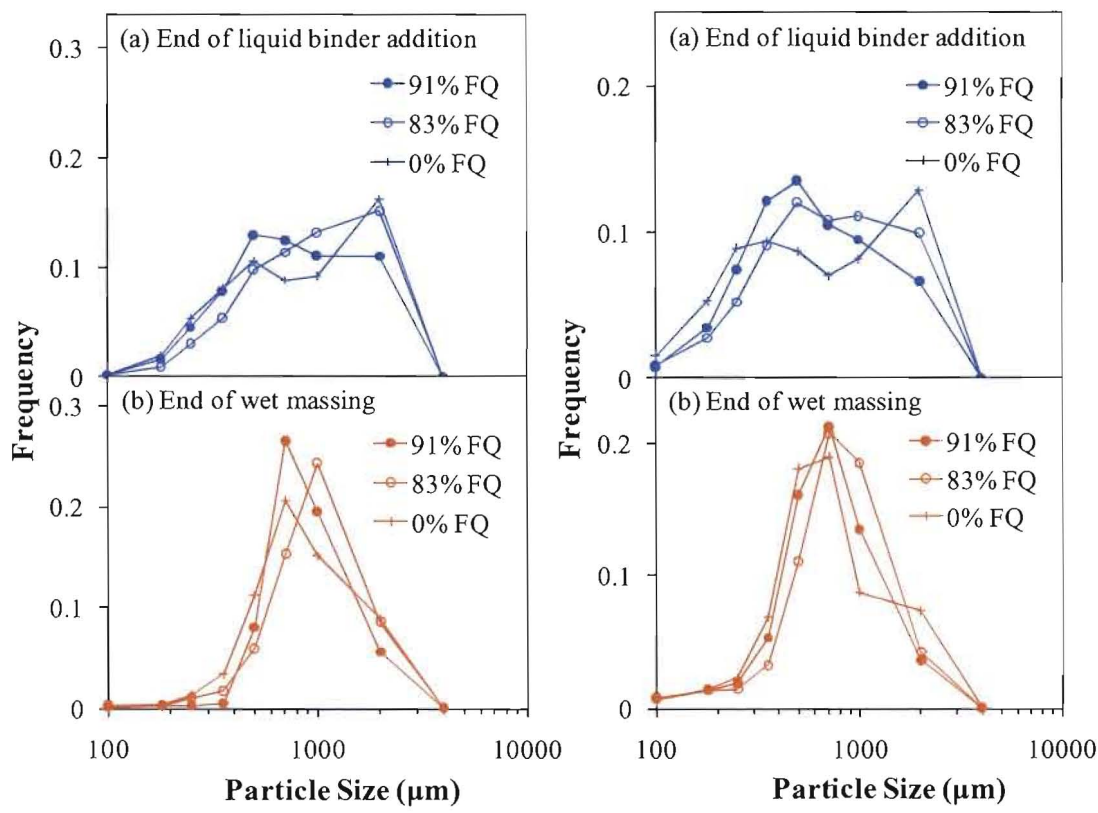 (a) End of liquid binder addition
91% FQ
83% FQ
0% FQ
0.3
0.2
0.1
0
(b) End of wet massing
91% FQ
83% FQ
0% FQ
0.3
0.2
0.1
0
100
1000
10000
Frequency
Particle Size (μm)
(a) End of liquid binder addition
91% FQ
83% FQ
0% FQ
0.2
0.1
0
(b) End of wet massing
91% FQ
83% FQ
0% FQ
0.2
0.1
0
100
1000
10000
Frequency
Particle Size (μm)